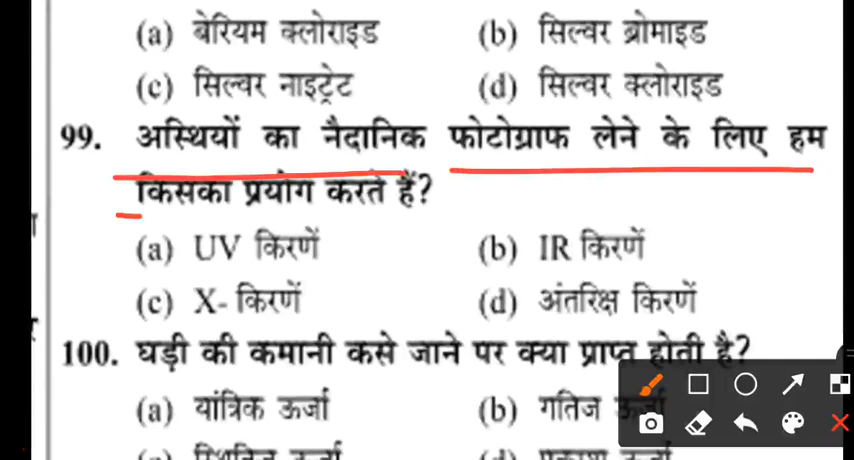 (a) बेरियम क्लोराइड (b) सिल्वर ब्रोमाइड
(c) सिल्वर नाइट्रेट (d) सिल्वर क्लोराइड
99. अस्थियों का नैदानिक फोटोग्राफ लेने के लिए हम
किसका प्रयोग करते हैं?
(a) UV किरणें (b) IR किरणें
(c) X- किरणें (d) अंतरिक्ष किरणें
100. घड़ी की कमानी कसे जाने पर क्या प्राप्त होती है?
(a) यांत्रिक ऊर्जा (b) गतिज ऊर्जा